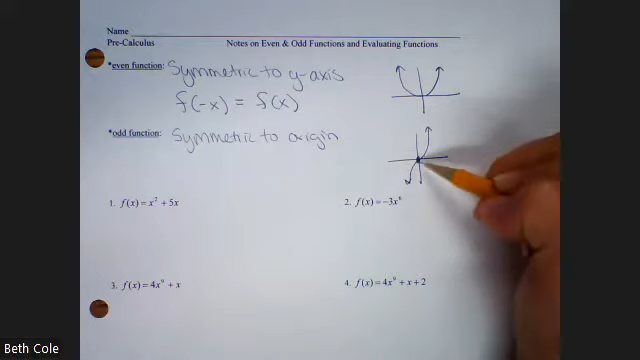 Name
Pre-Calculus Notes on Even & Odd Functions and Evaluating Functions
*even function: Symmetric to y-axis
f(-x) = f(x)
*odd function: Symmetric to origin
1. f(x) = x² + 5x 2. f(x) = -3x⁶
3. f(x) = 4x⁹ + x 4. f(x) = 4x⁹ + x + 2
Beth Cole